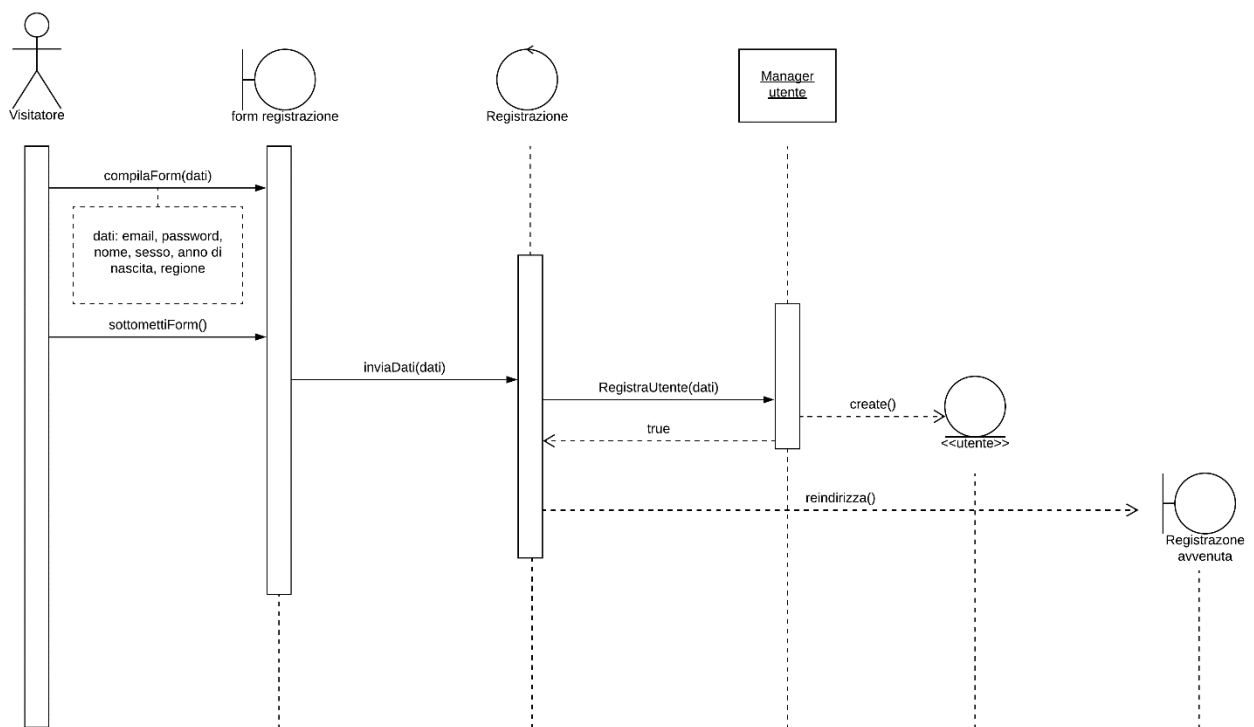 Manager
utente
Visitatore
form registrazione
Registrazione
compilaForm(dati)
dati: email, password,
nome, sesso, anno di
nascita, regione
sottomettiForm()
inviaDati(dati)
RegistraUtente(dati)
create()
true
<<utente>>
reindirizza()
Registrazone
avvenuta